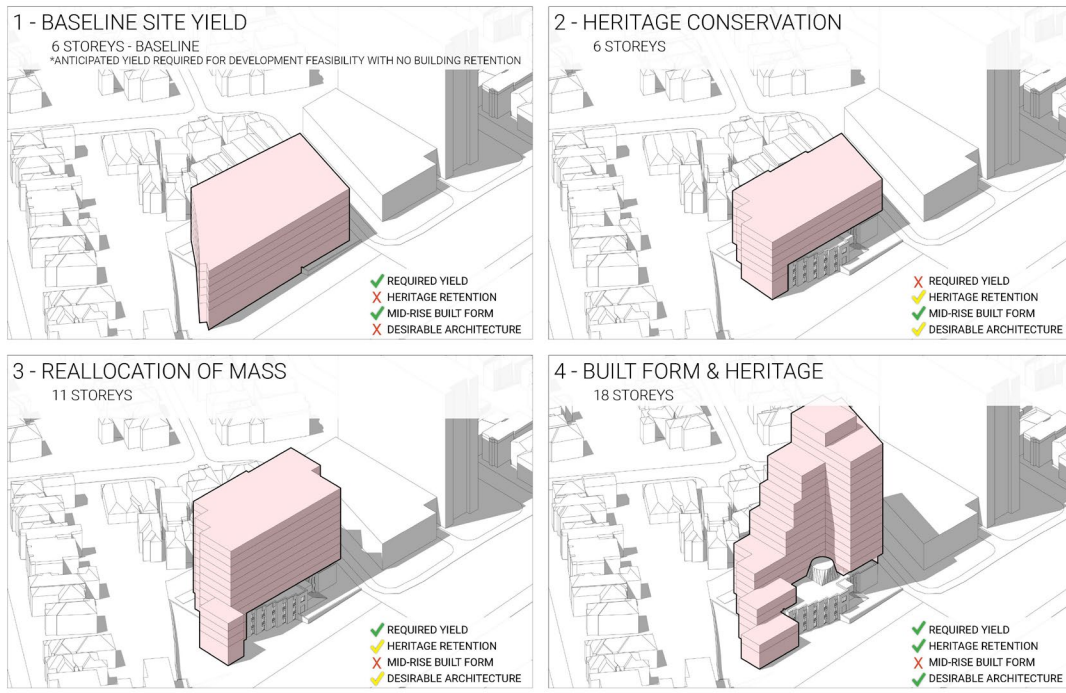 1 - BASELINE SITE YIELD
6 STOREYS - BASELINE
*ANTICIPATED YIELD REQUIRED FOR DEVELOPMENT FEASIBILITY WITH NO BUILDING RETENTION
REQUIRED YIELD
HERITAGE RETENTION
MID-RISE BUILT FORM
DESIRABLE ARCHITECTURE
2 - HERITAGE CONSERVATION
6 STOREYS
REQUIRED YIELD
HERITAGE RETENTION
MID-RISE BUILT FORM
DESIRABLE ARCHITECTURE
3 - REALLOCATION OF MASS
11 STOREYS
REQUIRED YIELD
HERITAGE RETENTION
MID-RISE BUILT FORM
DESIRABLE ARCHITECTURE
4 - BUILT FORM & HERITAGE
18 STOREYS
REQUIRED YIELD
HERITAGE RETENTION
MID-RISE BUILT FORM
DESIRABLE ARCHITECTURE